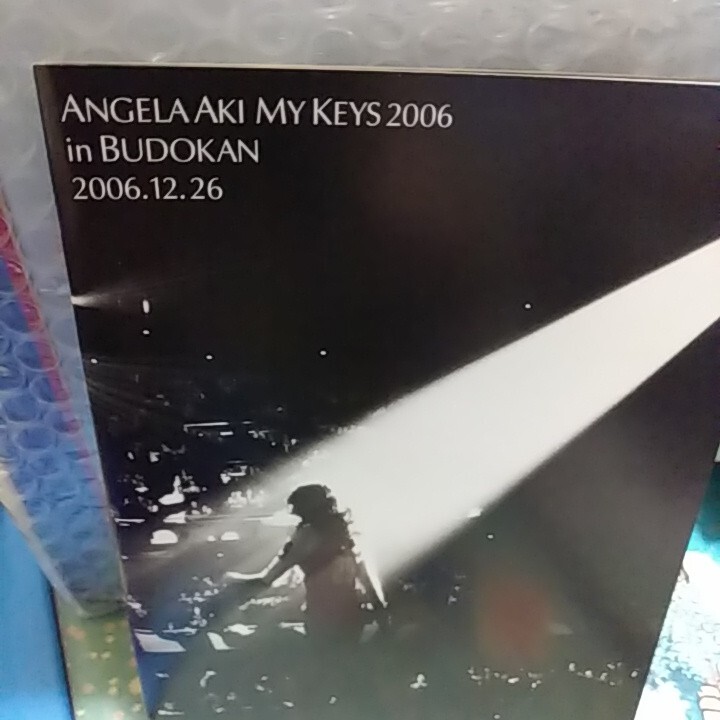 ANGELA AKI MY KEYS 2006
in BUDOKAN
2006.12.26